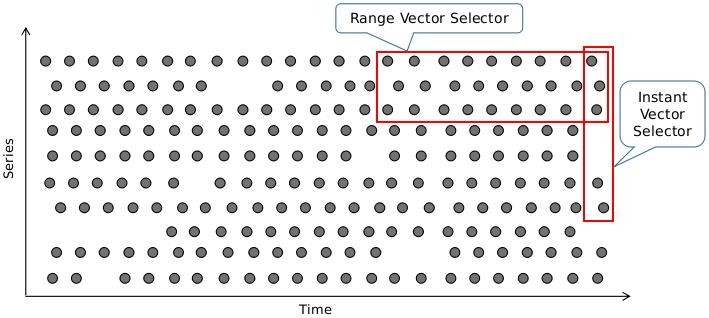 Range Vector Selector
Instant
Vector
Selector
Series
Time